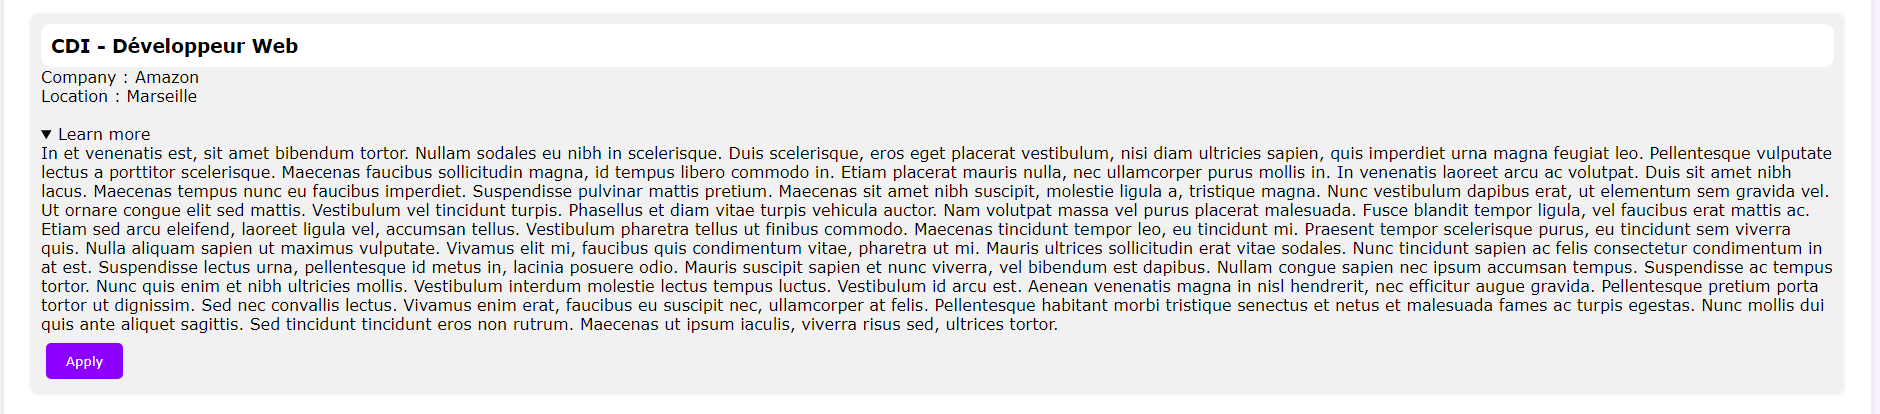 CDI - Développeur Web
Company : Amazon
Location : Marseille
▼ Learn more
In et venenatis est, sit amet bibendum tortor. Nullam sodales eu nibh in scelerisque. Duis scelerisque, eros eget placerat vestibulum, nisi diam ultricies sapien, quis imperdiet urna magna feugiat leo. Pellentesque vulputate
lectus a porttitor scelerisque. Maecenas faucibus sollicitudin magna, id tempus libero commodo in. Etiam placerat mauris nulla, nec ullamcorper purus mollis in. In venenatis laoreet arcu ac volutpat. Duis sit amet nibh
lacus. Maecenas tempus nunc eu faucibus imperdiet. Suspendisse pulvinar mattis pretium. Maecenas sit amet nibh suscipit, molestie ligula a, tristique magna. Nunc vestibulum dapibus erat, ut elementum sem gravida vel.
Ut ornare congue elit sed mattis. Vestibulum vel tincidunt turpis. Phasellus et diam vitae turpis vehicula auctor. Nam volutpat massa vel purus placerat malesuada. Fusce blandit tempor ligula, vel faucibus erat mattis ac.
Etiam sed arcu eleifend, laoreet ligula vel, accumsan tellus. Vestibulum pharetra tellus ut finibus commodo. Maecenas tincidunt tempor leo, eu tincidunt mi. Praesent tempor scelerisque purus, eu tincidunt sem viverra
quis. Nulla aliquam sapien ut maximus vulputate. Vivamus elit mi, faucibus quis condimentum vitae, pharetra ut mi. Mauris ultrices sollicitudin erat vitae sodales. Nunc tincidunt sapien ac felis consectetur condimentum in
at est. Suspendisse lectus urna, pellentesque id metus in, lacinia posuere odio. Mauris suscipit sapien et nunc viverra, vel bibendum est dapibus. Nullam congue sapien nec ipsum accumsan tempus. Suspendisse ac tempus
tortor. Nunc quis enim et nibh ultricies mollis. Vestibulum interdum molestie lectus tempus luctus. Vestibulum id arcu est. Aenean venenatis magna in nisl hendrerit, nec efficitur augue gravida. Pellentesque pretium porta
tortor ut dignissim. Sed nec convallis lectus. Vivamus enim erat, faucibus eu suscipit nec, ullamcorper at felis. Pellentesque habitant morbi tristique senectus et netus et malesuada fames ac turpis egestas. Nunc mollis dui
quis ante aliquet sagittis. Sed tincidunt tincidunt eros non rutrum. Maecenas ut ipsum iaculis, viverra risus sed, ultrices tortor.
Apply